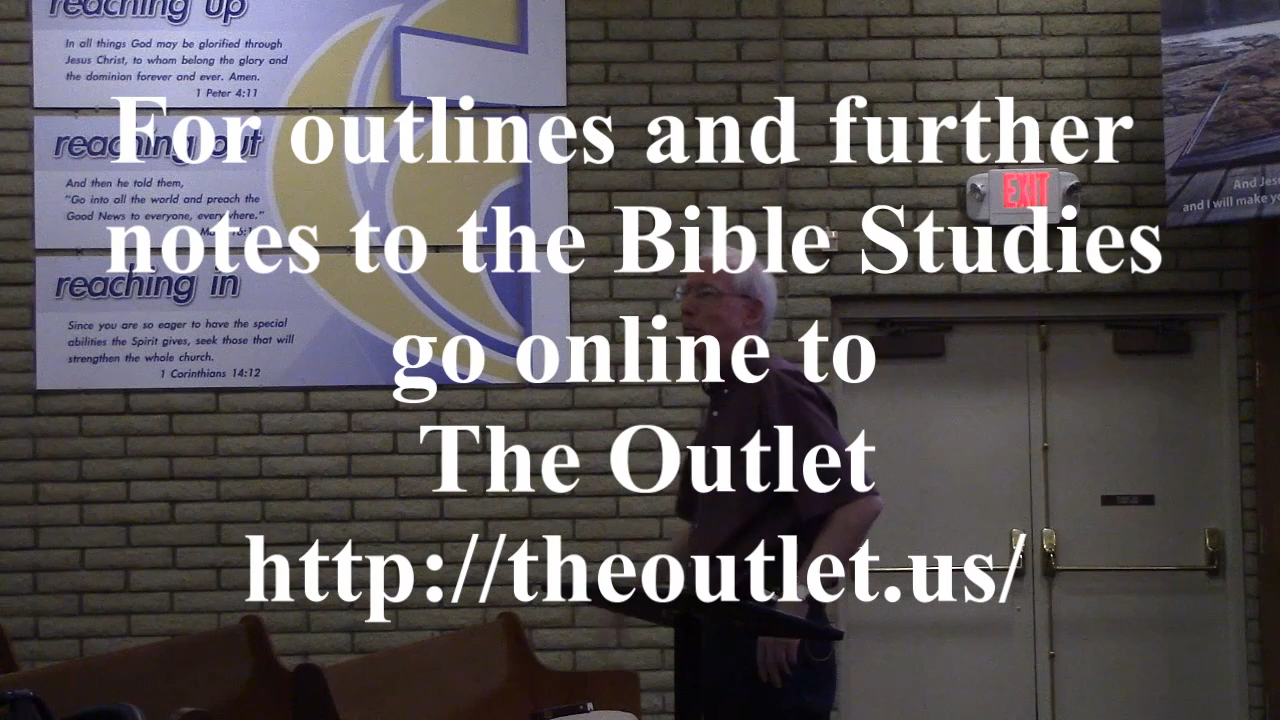 reaching up
In all things God may be glorified through
Jesus Christ, to whom belong the glory and
the dominion forever and ever. Amen.
1 Peter 4:11
reaching out
And then he told them,
"Go into all the world and preach the
Good News to everyone, everywhere."
reaching in
Since you are so eager to have the special
abilities the Spirit gives, seek those that will
strengthen the whole church.
1 Corinthians 14:12
For outlines and further
notes to the Bible Studies
go online to
The Outlet
http://theoutlet.us/
EXIT
And
and I will make